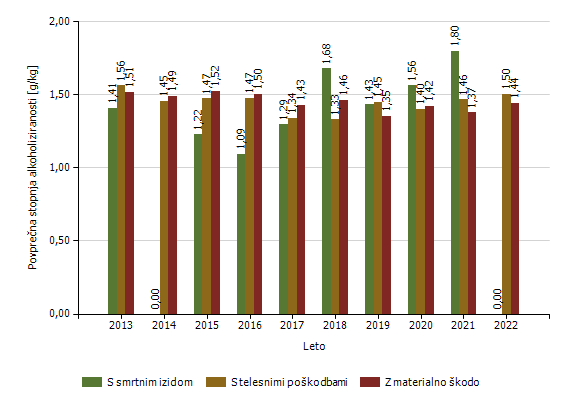 2,00
1,50
1,00
0,50
0,00
Povprečna stopnja alkoholiziranosti [g/kg]
1,41 1,56 1,51
0,00 1,45 1,49
1,22 1,47 1,52
1,09 1,47 1,50
1,29 1,34 1,43
1,68 1,33 1,46
1,43 1,45 1,35
1,56 1,40 1,42
1,80 1,46 1,37
0,00 1,50 1,44
2013 2014 2015 2016 2017 2018 2019 2020 2021 2022
Leto
S smrtnim izidom S telesnimi poškodbami Z materialno škodo